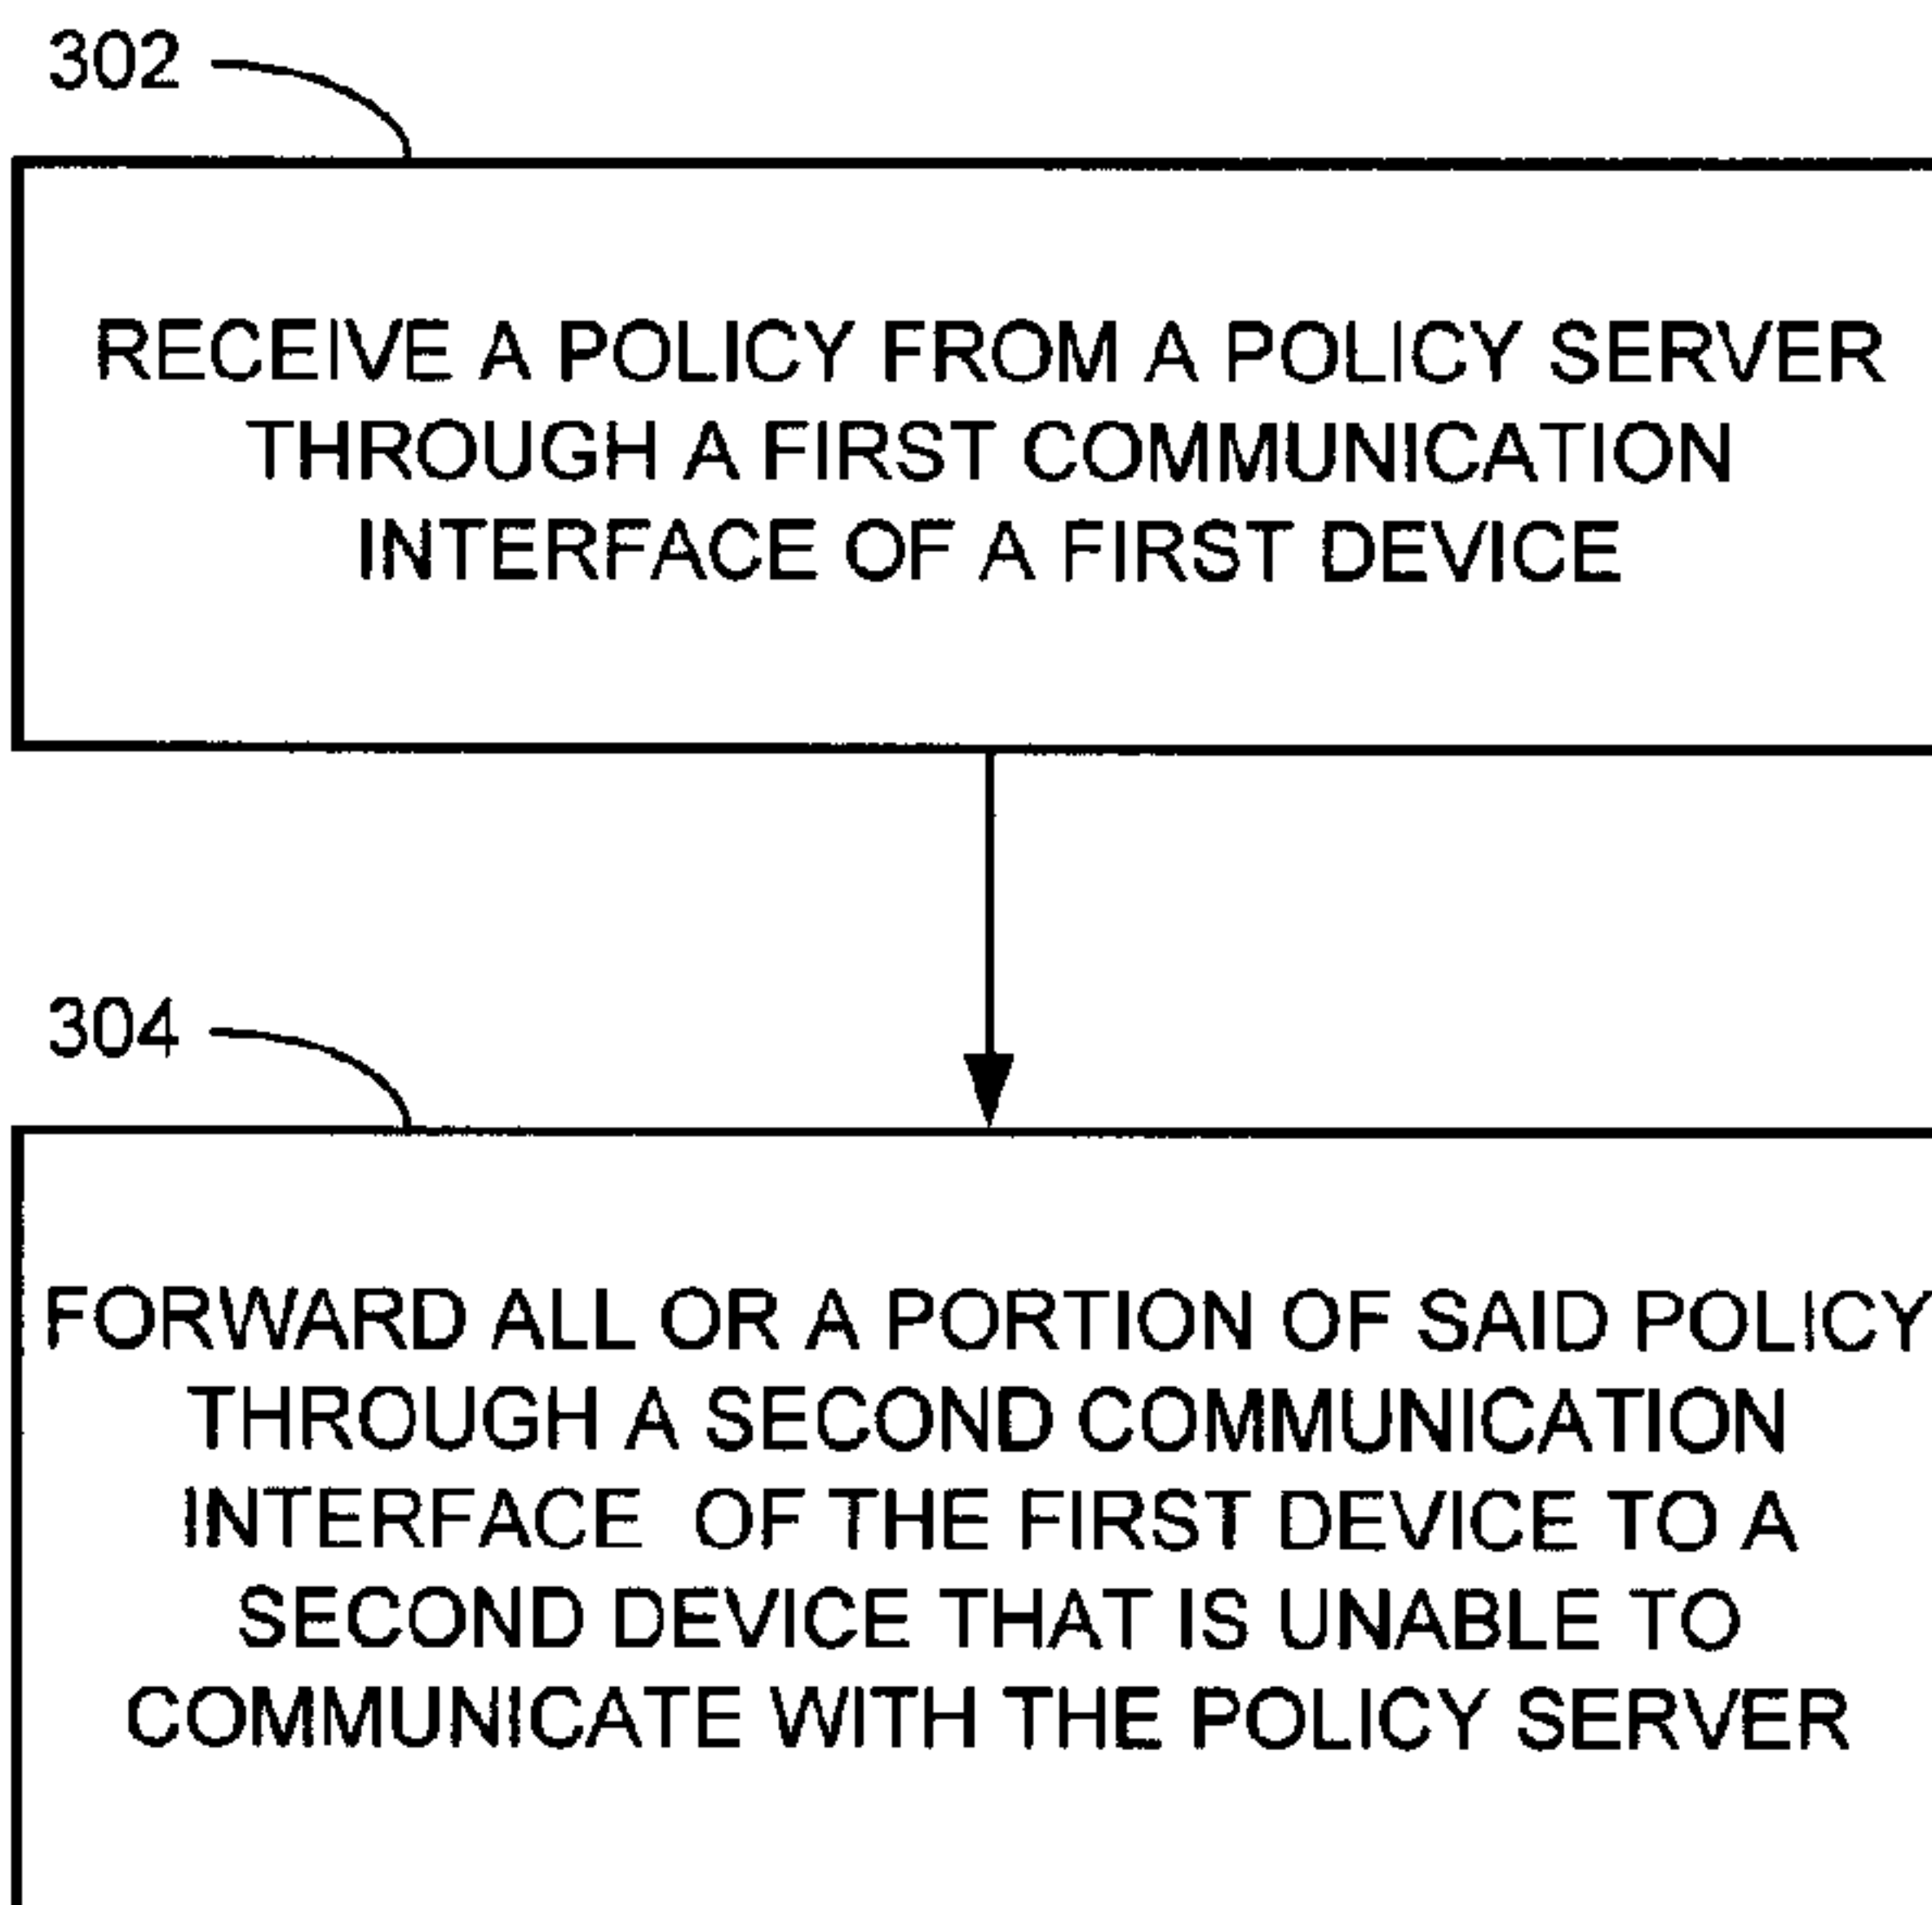 302
RECEIVE A POLICY FROM A POLICY SERVER
THROUGH A FIRST COMMUNICATION
INTERFACE OF A FIRST DEVICE
304
FORWARD ALL OR A PORTION OF SAID POLICY
THROUGH A SECOND COMMUNICATION
INTERFACE OF THE FIRST DEVICE TO A
SECOND DEVICE THAT IS UNABLE TO
COMMUNICATE WITH THE POLICY SERVER